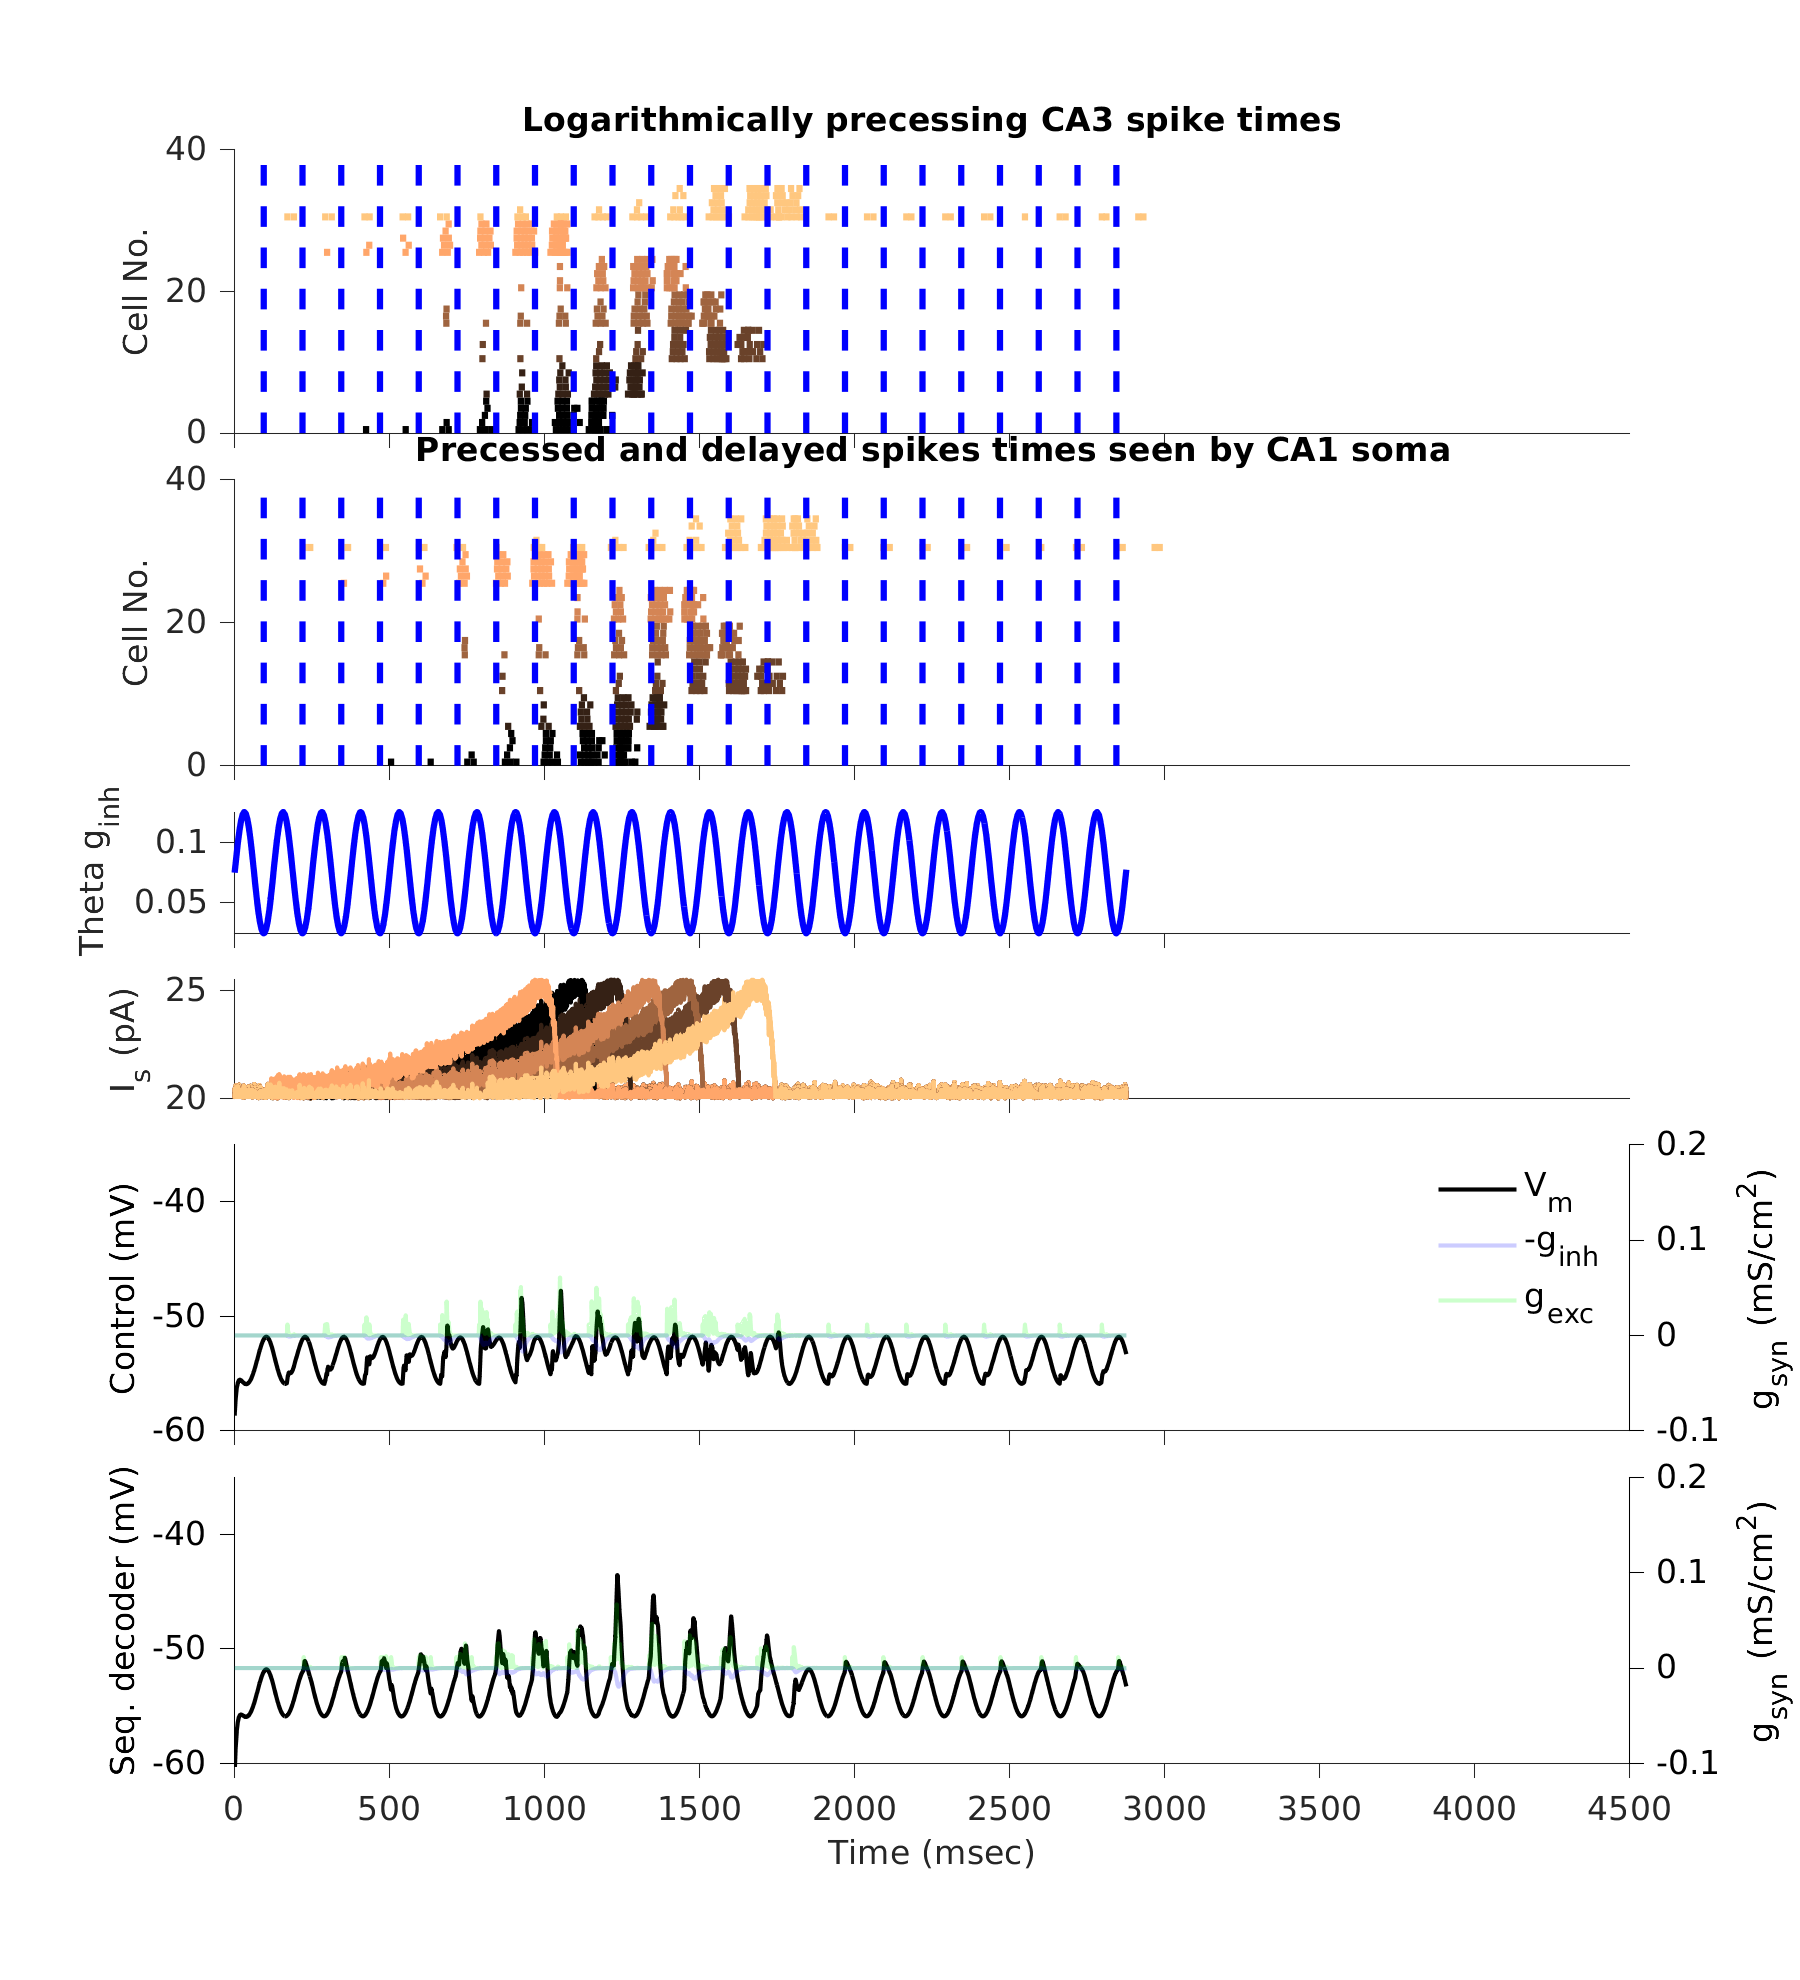 Logarithmically precessing CA3 spike times
40
20
0
Cell No.
Precessed and delayed spikes times seen by CA1 soma
40
20
0
Cell No.
0.1
0.05
Theta g_inh
25
20
I_s (pA)
-40
-50
-60
Control (mV)
V_m
-g_inh
g_exc
0.2
0.1
0
-0.1
g_syn (mS/cm²)
-40
-50
-60
Seq. decoder (mV)
0.2
0.1
0
-0.1
g_syn (mS/cm²)
0 500 1000 1500 2000 2500 3000 3500 4000 4500
Time (msec)